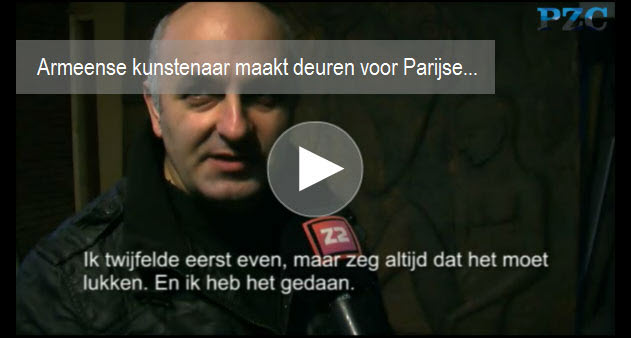 PZC
Armeense kunstenaar maakt deuren voor Parijse...
Z2
Ik twijfelde eerst even, maar zeg altijd dat het moet
lukken. En ik heb het gedaan.